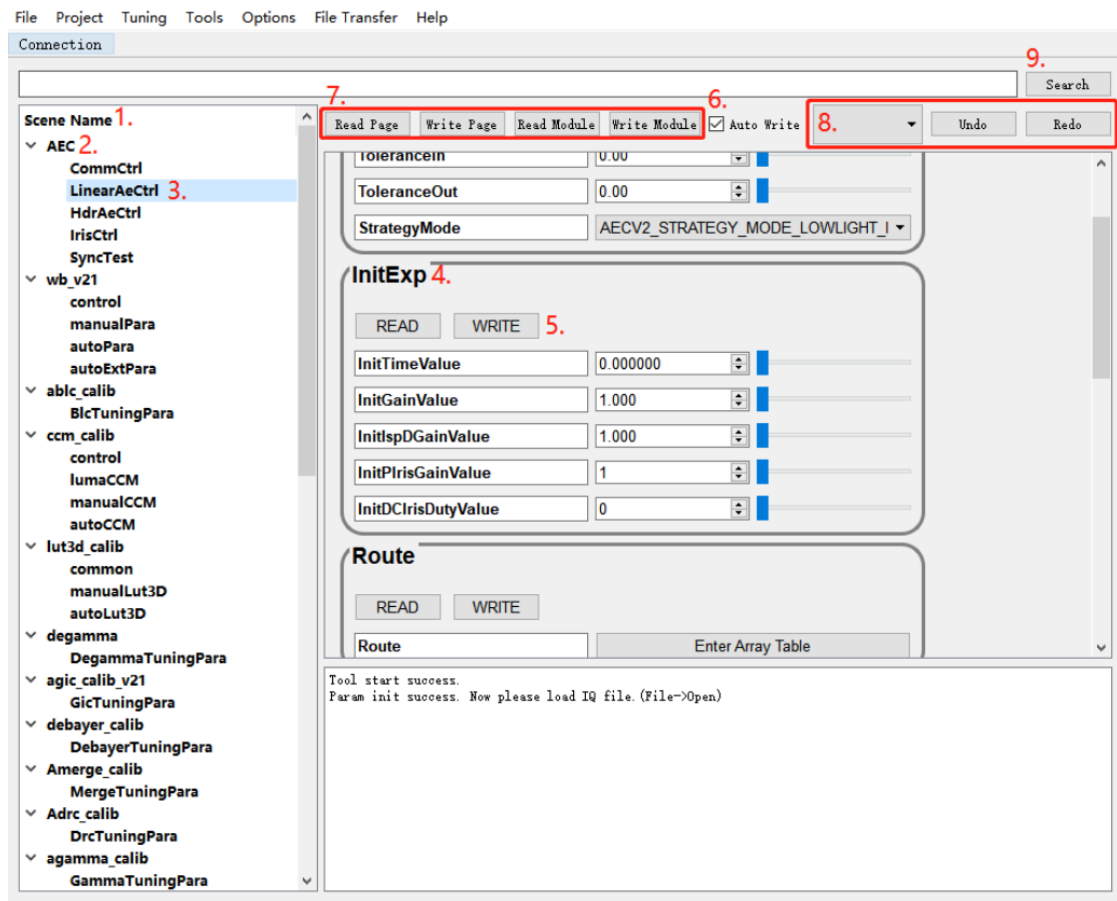 File Project Tuning Tools Options File Transfer Help
Connection
9.
Search
7.
6.
Read Page Write Page Read Module Write Module Auto Write 8. Undo Redo
Scene Name 1.
AEC 2.
CommCtrl
LinearAeCtrl 3.
HdrAeCtrl
IrisCtrl
SyncTest
wb_v21
control
manualPara
autoPara
autoExtPara
ablc_calib
BlcTuningPara
ccm_calib
control
lumaCCM
manualCCM
autoCCM
lut3d_calib
common
manualLut3D
autoLut3D
degamma
DegammaTuningPara
agic_calib_v21
GicTuningPara
debayer_calib
DebayerTuningPara
Amerge_calib
MergeTuningPara
Adrc_calib
DrcTuningPara
agamma_calib
GammaTuningPara
ToleranceIn 0.00
ToleranceOut 0.00
StrategyMode AECV2_STRATEGY_MODE_LOWLIGHT_
InitExp 4.
READ WRITE 5.
InitTimeValue 0.000000
InitGainValue 1.000
InitIspDGainValue 1.000
InitPIrisGainValue 1
InitDCIrisDutyValue 0
Route
READ WRITE
Route Enter Array Table
Tool start success.
Param init success. Now please load IQ file.(File->Open)